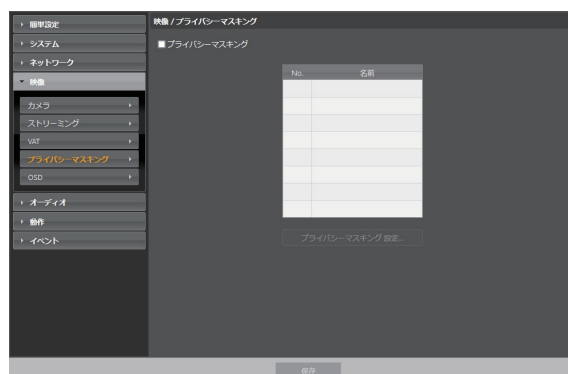 簡単設定
システム
ネットワーク
映像
カメラ
ストリーミング
VAT
プライバシーマスキング
OSD
オーディオ
動作
イベント
映像 / プライバシーマスキング
プライバシーマスキング
No. 名前
プライバシーマスキング 設定...
保存